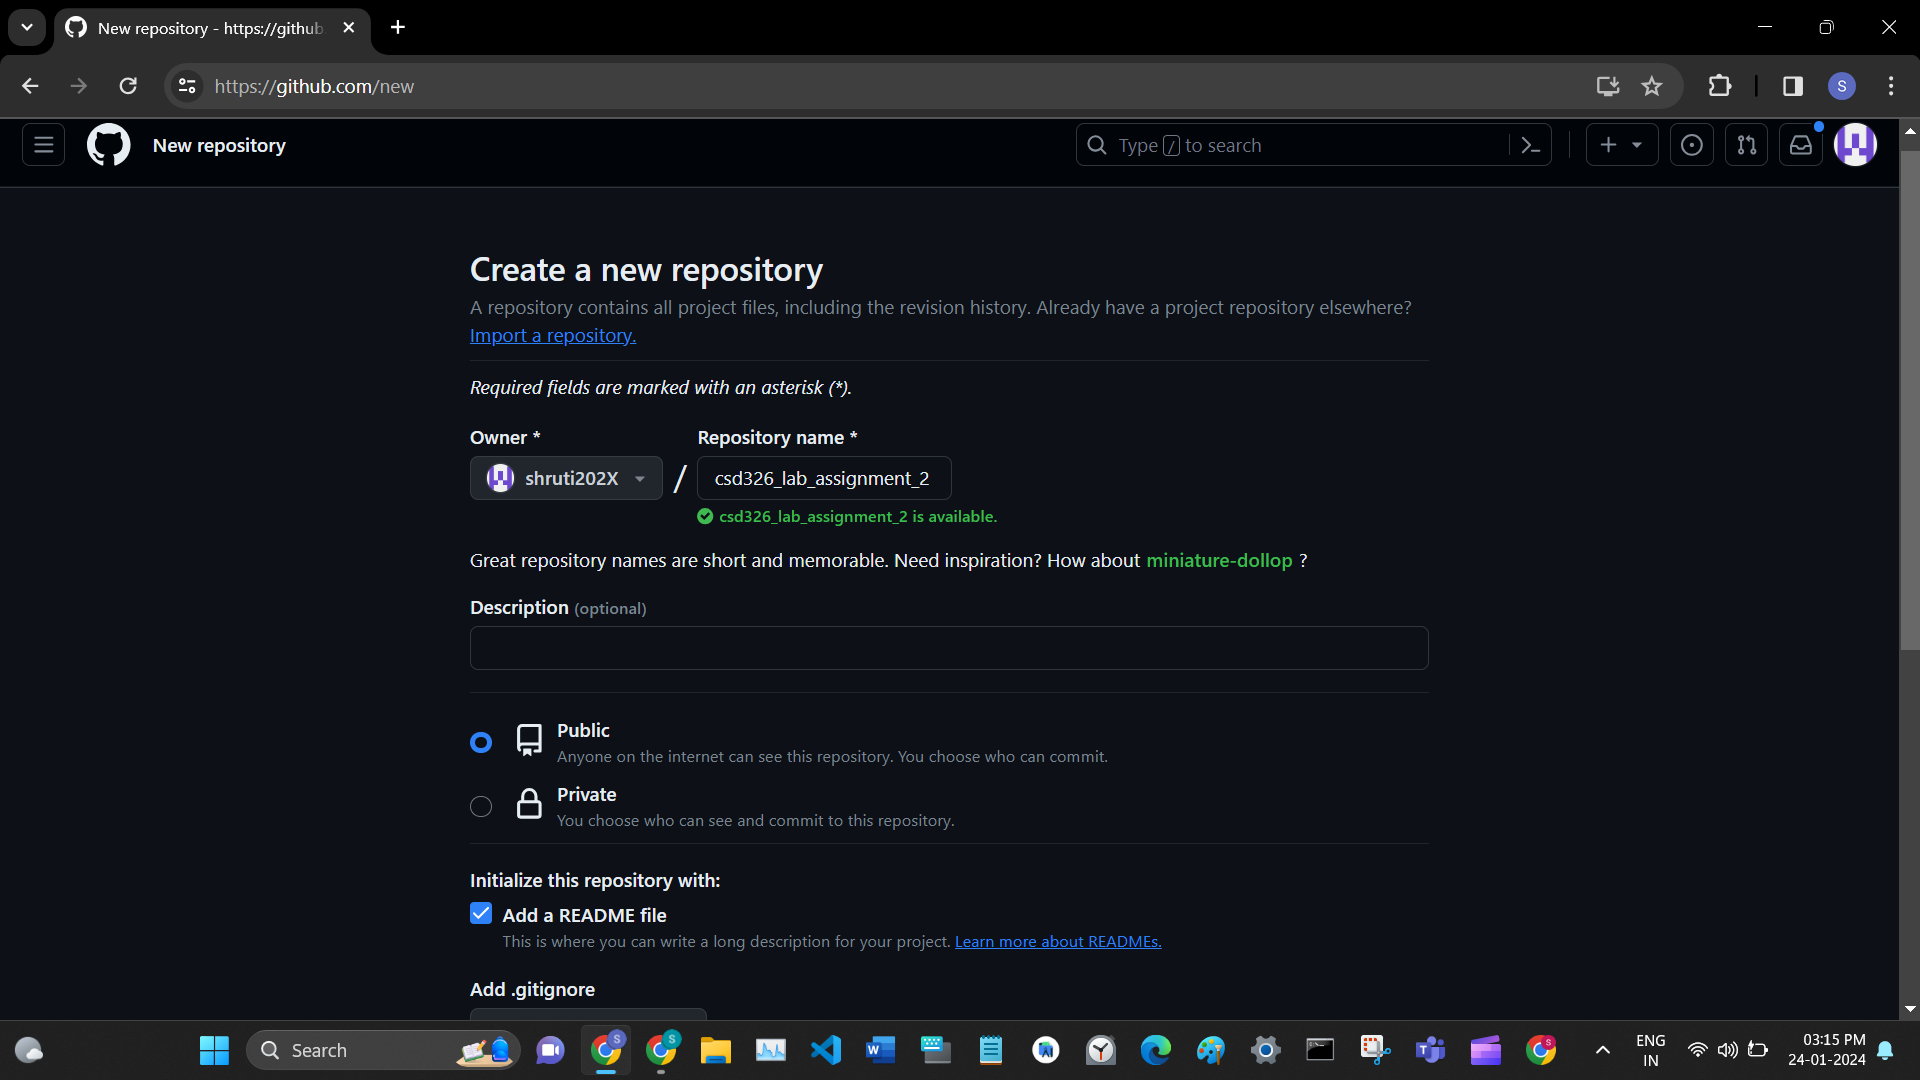 New repository - https://github
https://github.com/new
S
New repository
Type / to search
Create a new repository
A repository contains all project files, including the revision history. Already have a project repository elsewhere?
Import a repository.
Required fields are marked with an asterisk (*).
Owner *
Repository name *
shruti202X
/
csd326_lab_assignment_2
csd326_lab_assignment_2 is available.
Great repository names are short and memorable. Need inspiration? How about miniature-dollop ?
Description (optional)
Public
Anyone on the internet can see this repository. You choose who can commit.
Private
You choose who can see and commit to this repository.
Initialize this repository with:
Add a README file
This is where you can write a long description for your project. Learn more about READMEs.
Add .gitignore
Search
S
S
W
AI
T
S
ENG
IN
03:15 PM
24-01-2024